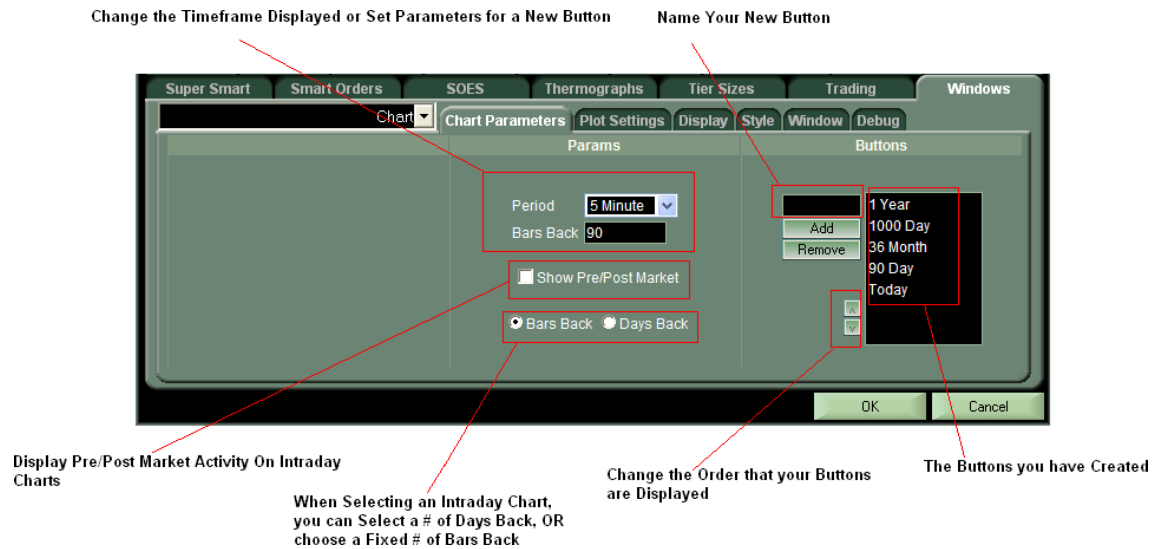 Change the Timeframe Displayed or Set Parameters for a New Button
Name Your New Button
Super Smart Smart Orders SOES Thermographs Tier Sizes Trading Windows
Chart Chart Parameters Plot Settings Display Style Window Debug
Params Buttons
Period 5 Minute
Bars Back 90
Show Pre/Post Market
Bars Back Days Back
Add
Remove
1 Year
1000 Day
36 Month
90 Day
Today
OK Cancel
Display Pre/Post Market Activity On Intraday
Charts
When Selecting an Intraday Chart,
you can Select a # of Days Back, OR
choose a Fixed # of Bars Back
Change the Order that your Buttons
are Displayed
The Buttons you have Created